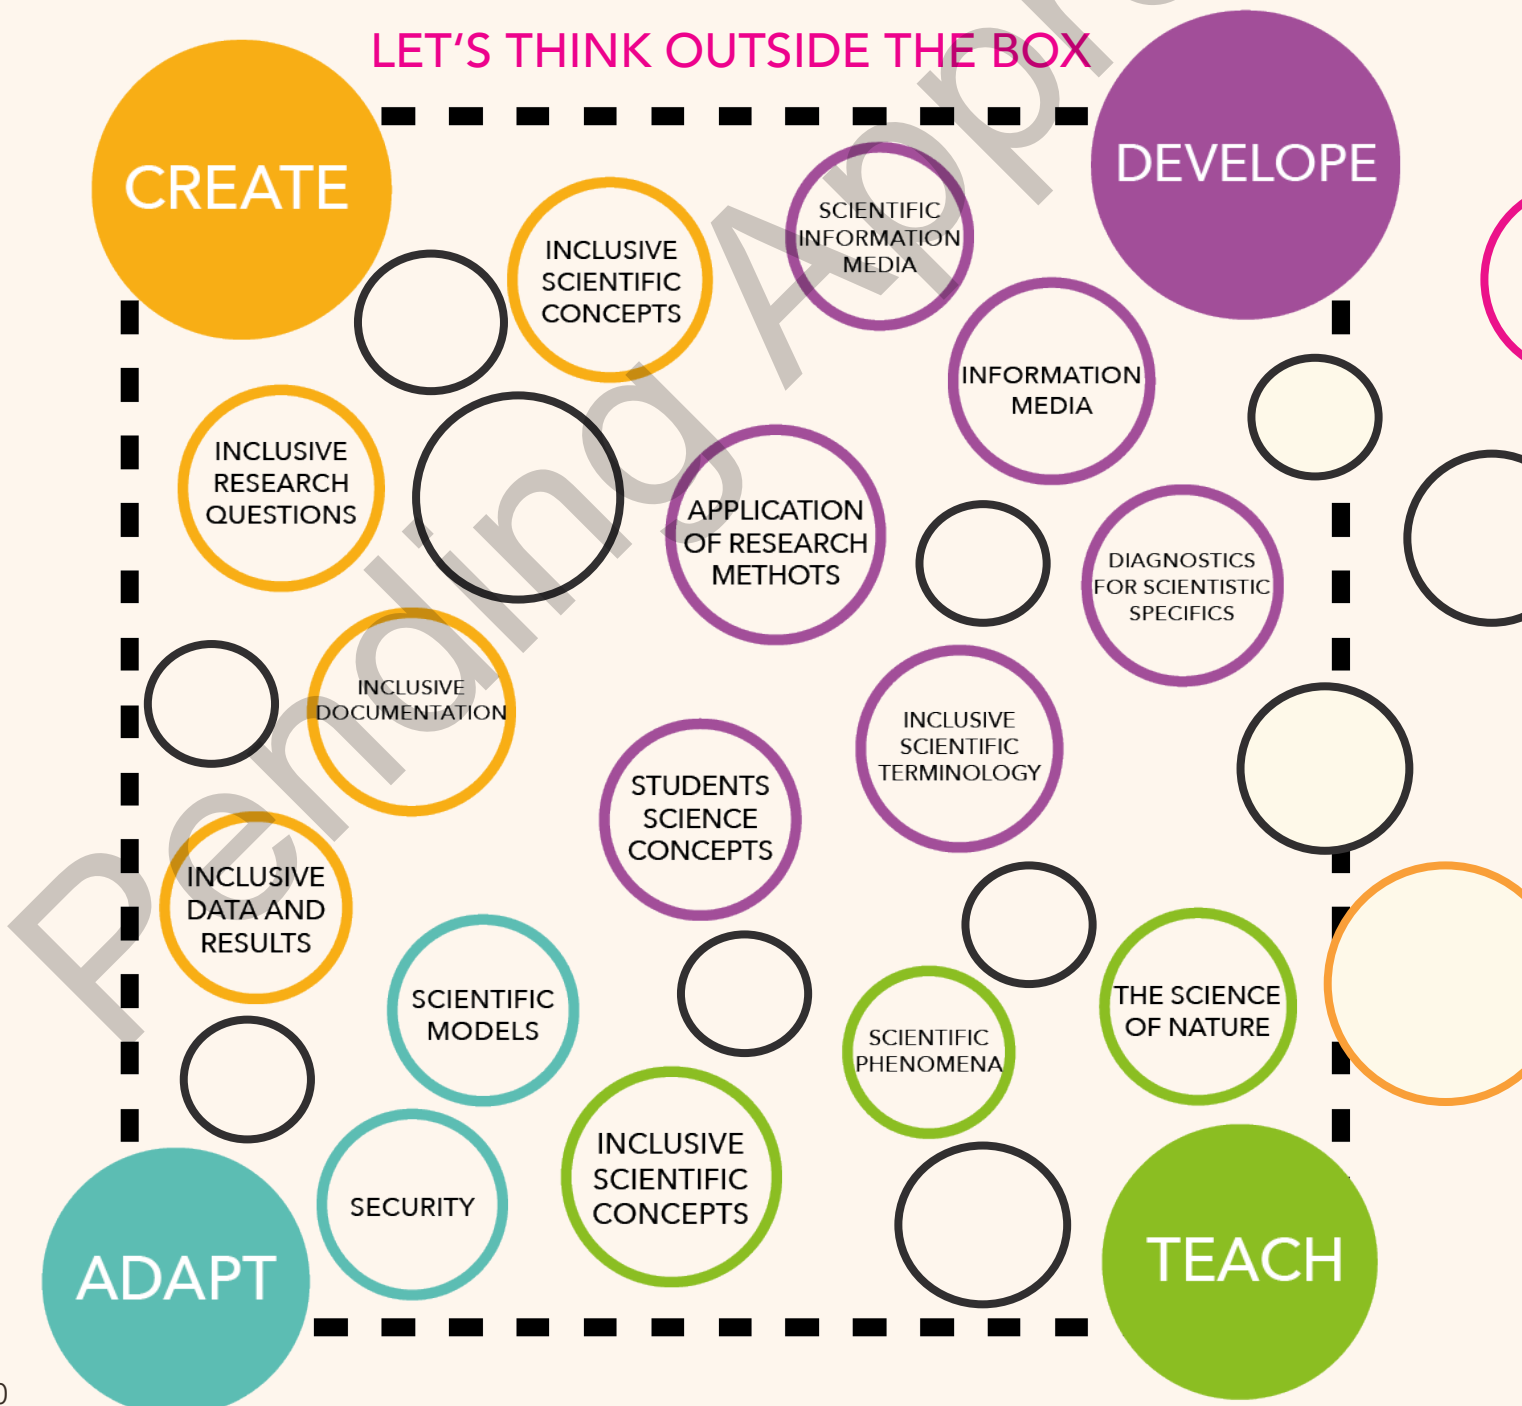 LET'S THINK OUTSIDE THE BOX
CREATE
DEVELOPE
SCIENTIFIC
INFORMATION
MEDIA
INCLUSIVE
SCIENTIFIC
CONCEPTS
INFORMATION
MEDIA
INCLUSIVE
RESEARCH
QUESTIONS
APPLICATION
OF RESEARCH
METHOTS
DIAGNOSTICS
FOR SCIENTISTIC
SPECIFICS
INCLUSIVE
DOCUMENTATION
INCLUSIVE
SCIENTIFIC
TERMINOLOGY
STUDENTS
SCIENCE
CONCEPTS
INCLUSIVE
DATA AND
RESULTS
SCIENTIFIC
MODELS
THE SCIENCE
OF NATURE
SCIENTIFIC
PHENOMENA
INCLUSIVE
SCIENTIFIC
CONCEPTS
SECURITY
ADAPT
TEACH
Pending Appr
0